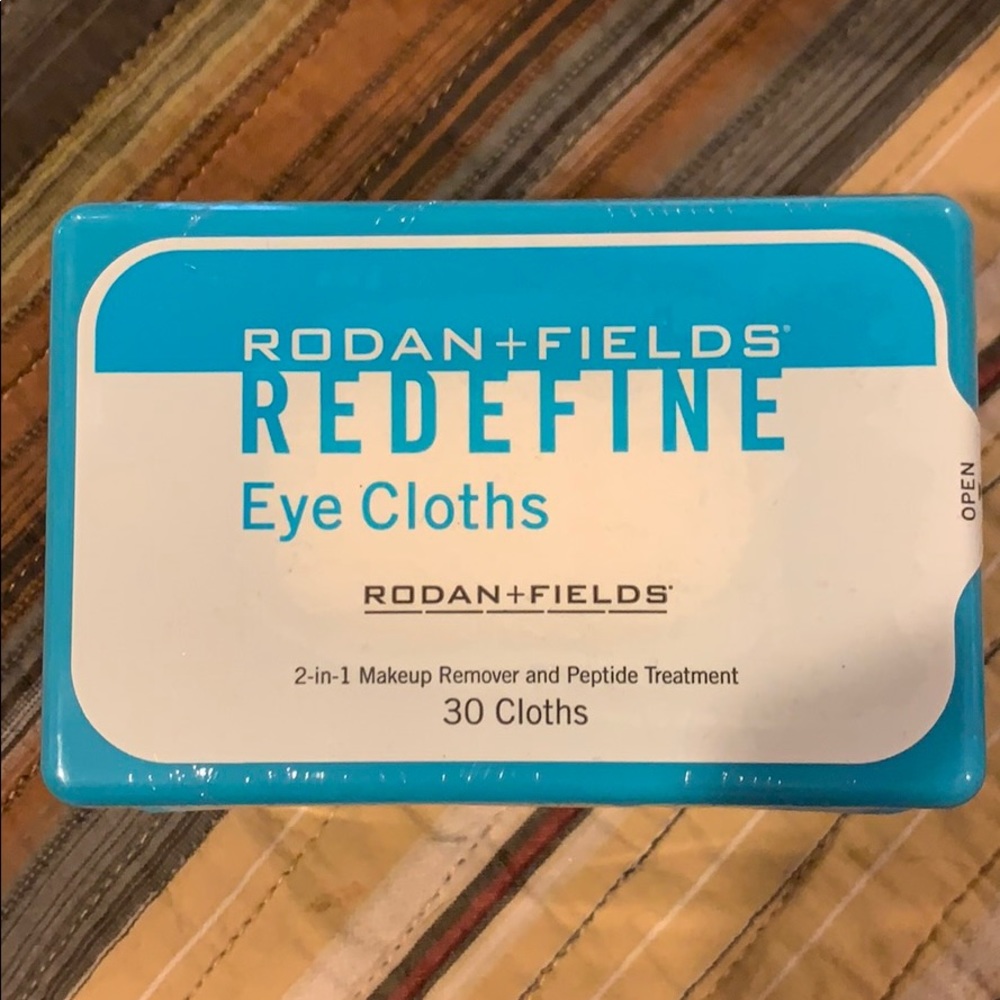 RODAN+FIELDS®
REDEFINE
Eye Cloths
OPEN
RODAN+FIELDS®
2-in-1 Makeup Remover and Peptide Treatment
30 Cloths